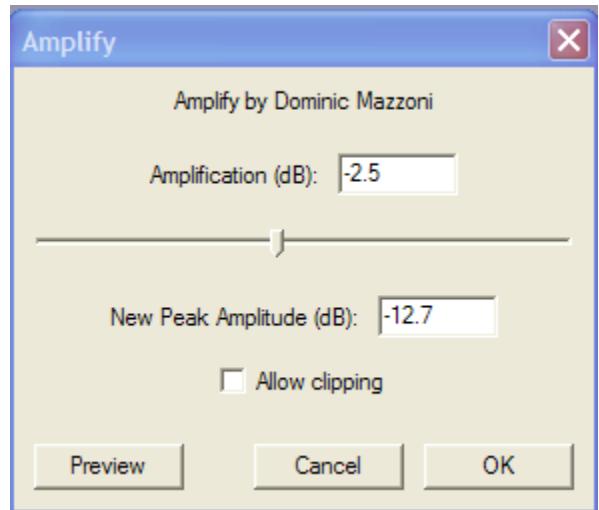 Amplify
Amplify by Dominic Mazzoni
Amplification (dB): -2.5
New Peak Amplitude (dB): -12.7
Allow clipping
Preview Cancel OK